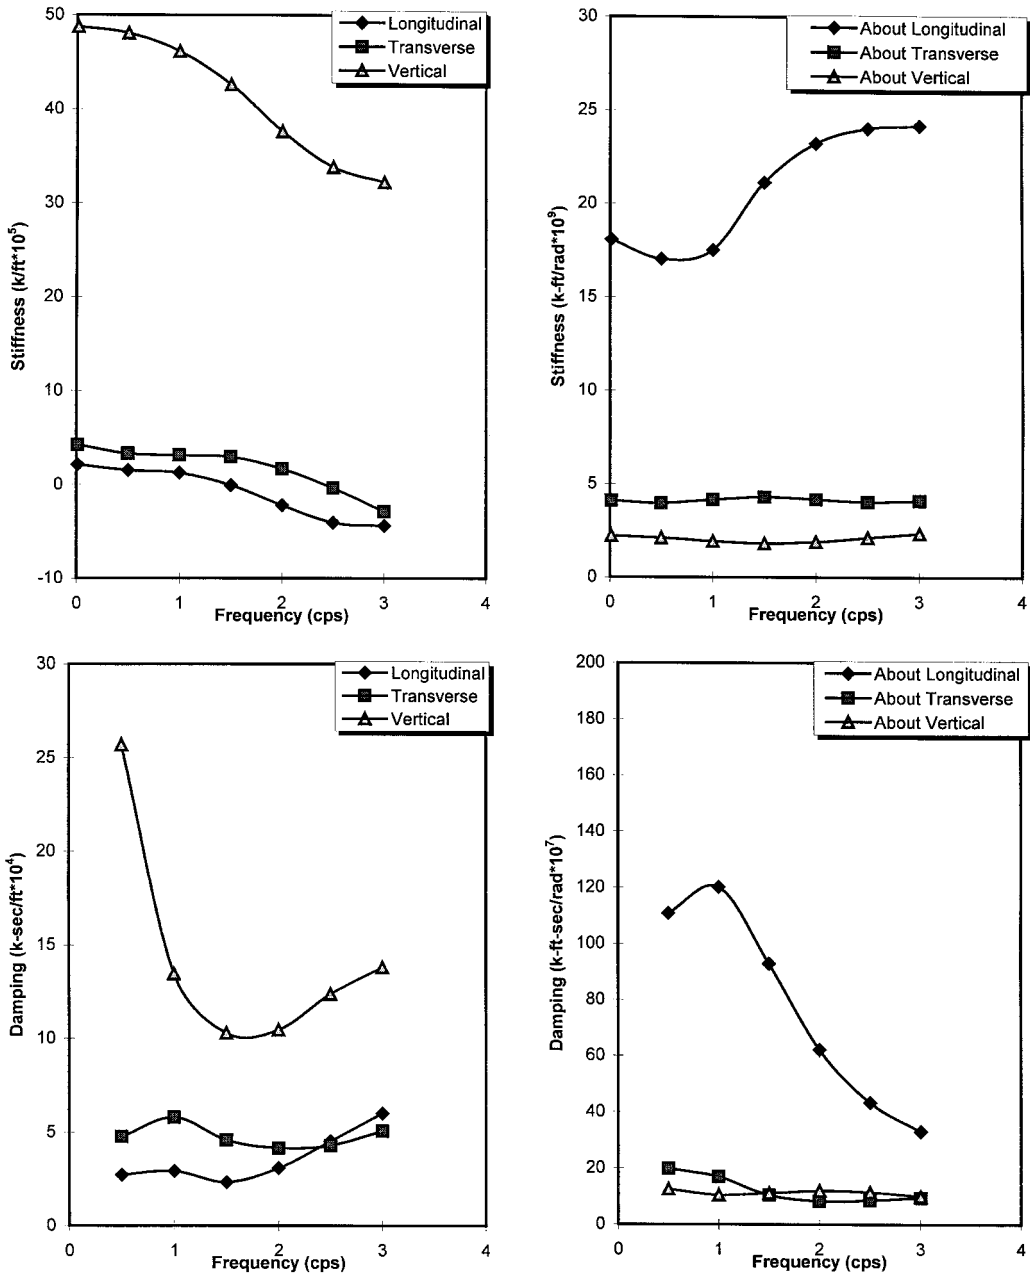 Longitudinal
Transverse
Vertical
50
40
30
20
10
0
-10
Stiffness (k/ft*10⁵)
0 1 2 3 4
Frequency (cps)
About Longitudinal
About Transverse
About Vertical
30
25
20
15
10
5
0
Stiffness (k-ft/rad*10⁹)
0 1 2 3 4
Frequency (cps)
Longitudinal
Transverse
Vertical
30
25
20
15
10
5
0
Damping (k-sec/ft*10⁴)
0 1 2 3 4
Frequency (cps)
About Longitudinal
About Transverse
About Vertical
200
180
160
140
120
100
80
60
40
20
0
Damping (k-ft-sec/rad*10⁷)
0 1 2 3 4
Frequency (cps)